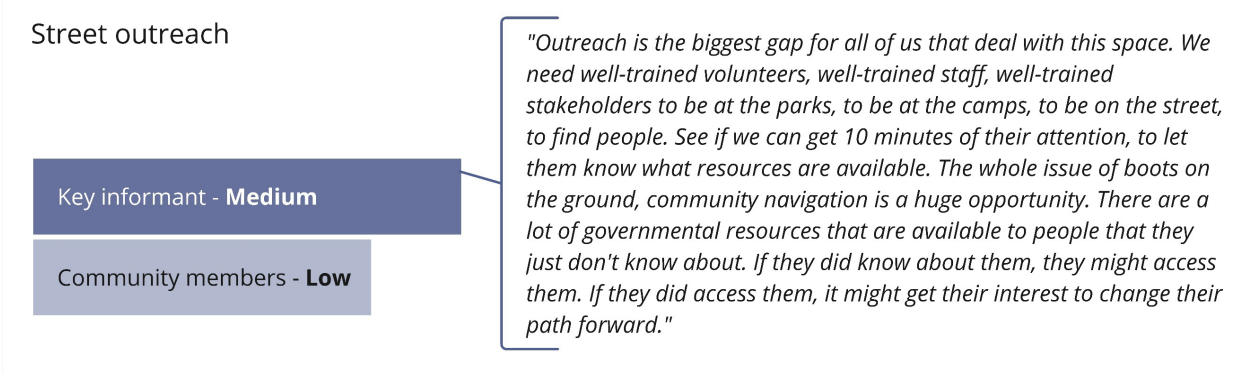 Street outreach
Key informant - Medium
Community members - Low
"Outreach is the biggest gap for all of us that deal with this space. We
need well-trained volunteers, well-trained staff, well-trained
stakeholders to be at the parks, to be at the camps, to be on the street,
to find people. See if we can get 10 minutes of their attention, to let
them know what resources are available. The whole issue of boots on
the ground, community navigation is a huge opportunity. There are a
lot of governmental resources that are available to people that they
just don't know about. If they did know about them, they might access
them. If they did access them, it might get their interest to change their
path forward."